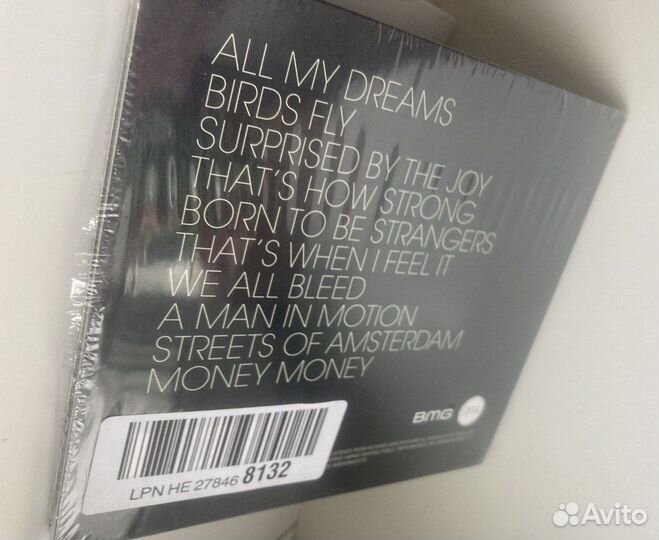 ALL MY DREAMS
BIRDS FLY
SURPRISED BY THE JOY
THAT'S HOW STRONG
BORN TO BE STRANGERS
THAT'S WHEN I FEEL IT
WE ALL BLEED
A MAN IN MOTION
STREETS OF AMSTERDAM
MONEY MONEY
BMG
LPN HE 27846 8132
Avito